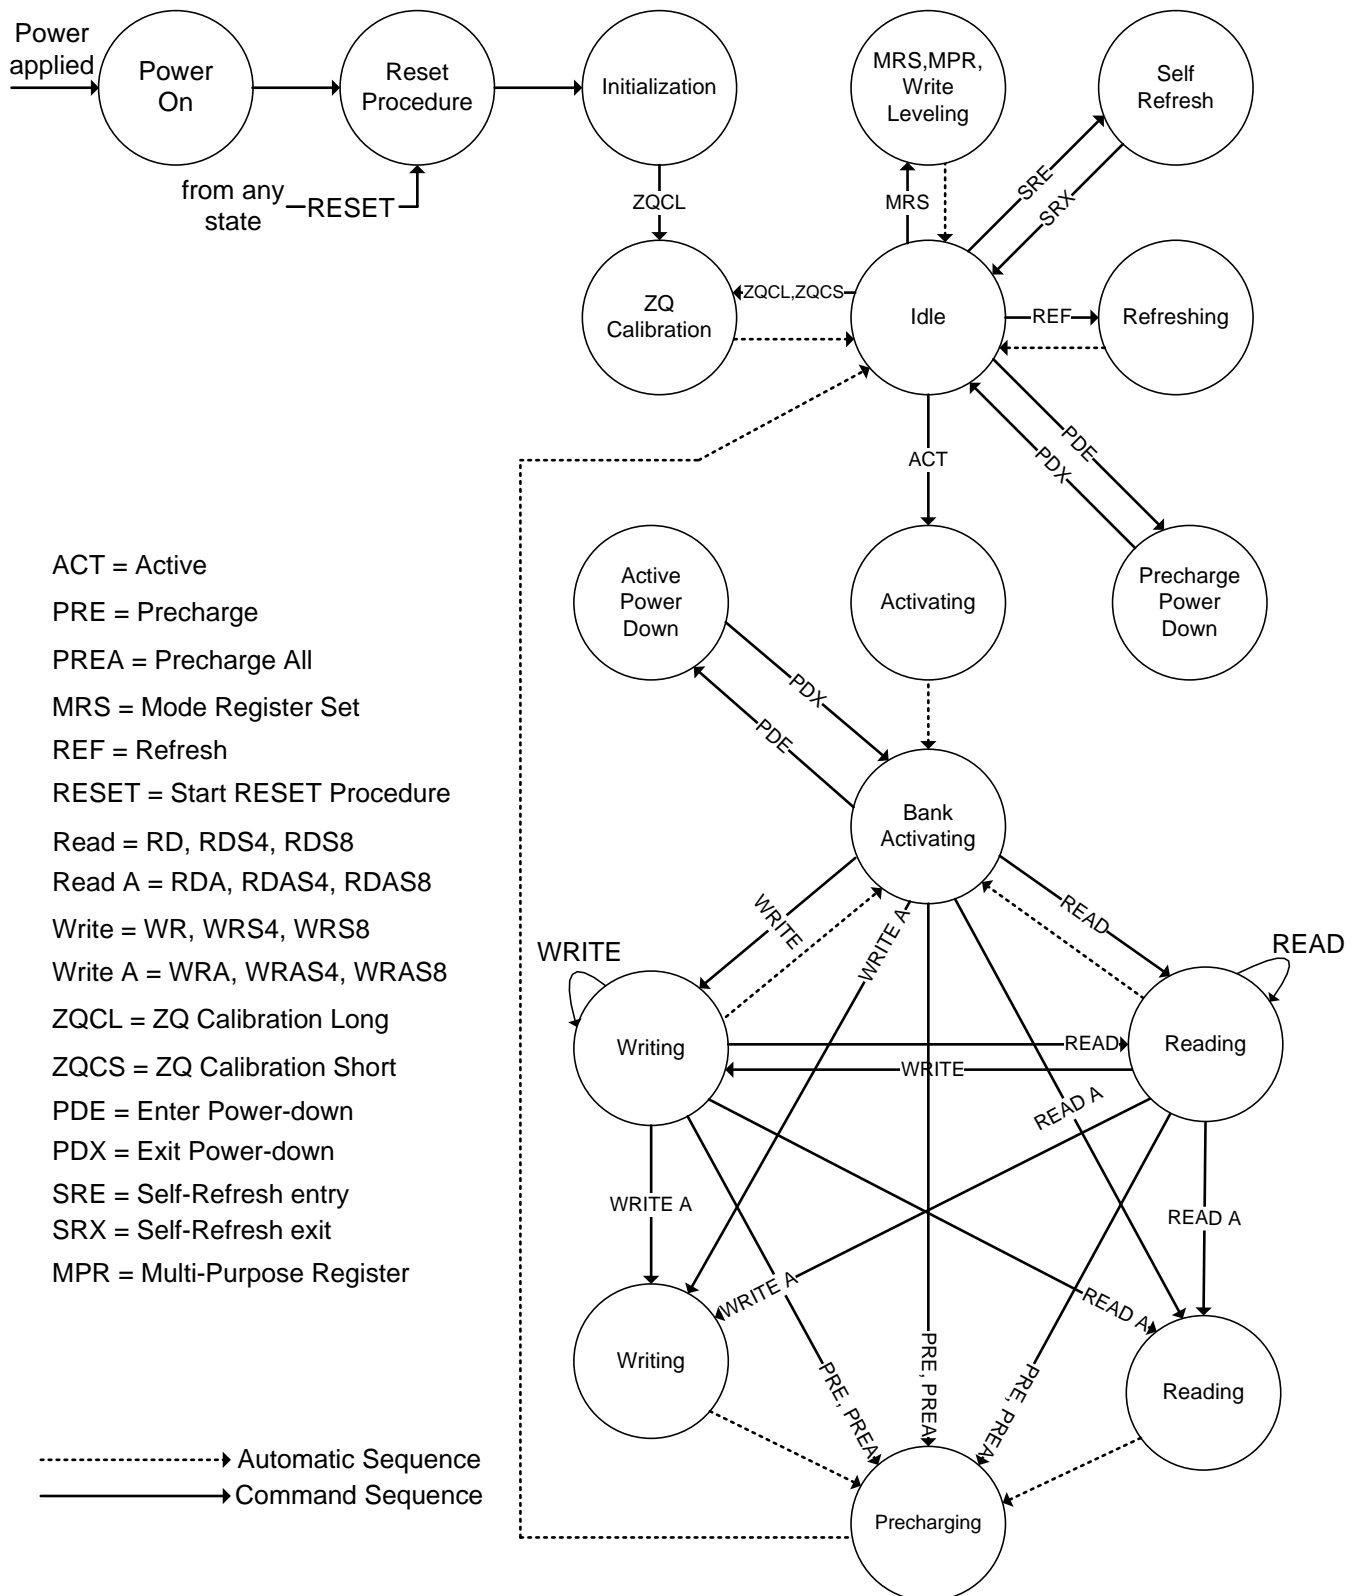 Power
applied
Power
On
Reset
Procedure
Initialization
MRS,MPR,
Write
Leveling
Self
Refresh
from any
state
RESET
ZQCL
MRS
SRE
SRX
ZQ
Calibration
ZQCL,ZQCS
Idle
REF
Refreshing
ACT
PDE
PDX
Active
Power
Down
Activating
Precharge
Power
Down
PDX
PDE
Bank
Activating
ACT = Active
PRE = Precharge
PREA = Precharge All
MRS = Mode Register Set
REF = Refresh
RESET = Start RESET Procedure
Read = RD, RDS4, RDS8
Read A = RDA, RDAS4, RDAS8
Write = WR, WRS4, WRS8
Write A = WRA, WRAS4, WRAS8
ZQCL = ZQ Calibration Long
ZQCS = ZQ Calibration Short
PDE = Enter Power-down
PDX = Exit Power-down
SRE = Self-Refresh entry
SRX = Self-Refresh exit
MPR = Multi-Purpose Register
WRITE
WRITE
WRITE A
READ
READ
Writing
READ
WRITE
Reading
READ A
WRITE A
READ A
WRITE A
READ A
Writing
PRE, PREA
PRE, PREA
PRE, PREA
Reading
Precharging
Automatic Sequence
Command Sequence